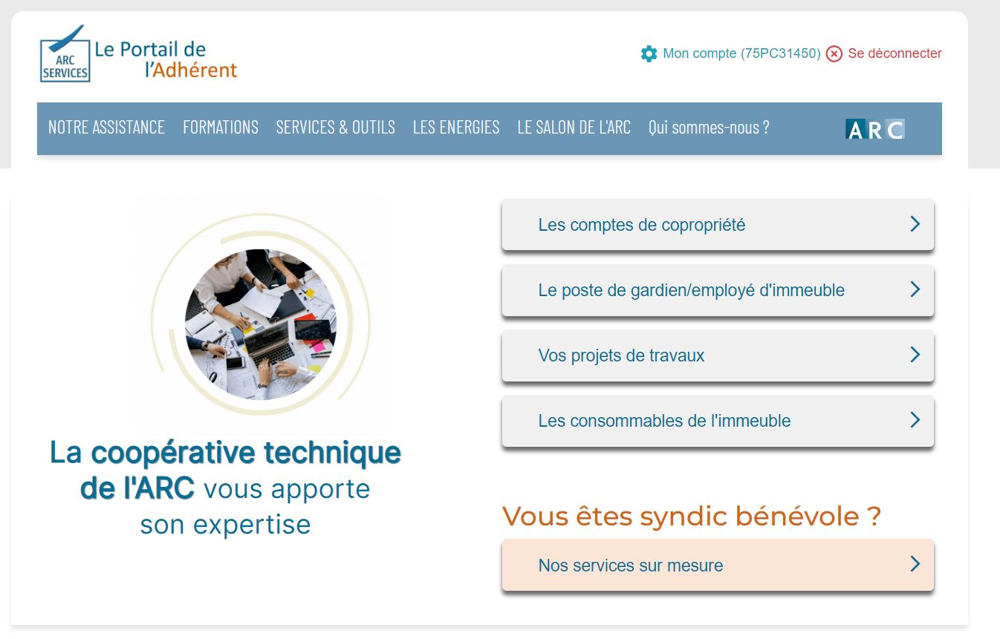 ARC
SERVICES
Le Portail de
l'Adhérent
Mon compte (75PC31450)
Se déconnecter
NOTRE ASSISTANCE
FORMATIONS
SERVICES & OUTILS
LES ENERGIES
LE SALON DE L'ARC
Qui sommes-nous ?
ARC
La coopérative technique
de l'ARC vous apporte
son expertise
Les comptes de copropriété
Le poste de gardien/employé d'immeuble
Vos projets de travaux
Les consommables de l'immeuble
Vous êtes syndic bénévole ?
Nos services sur mesure